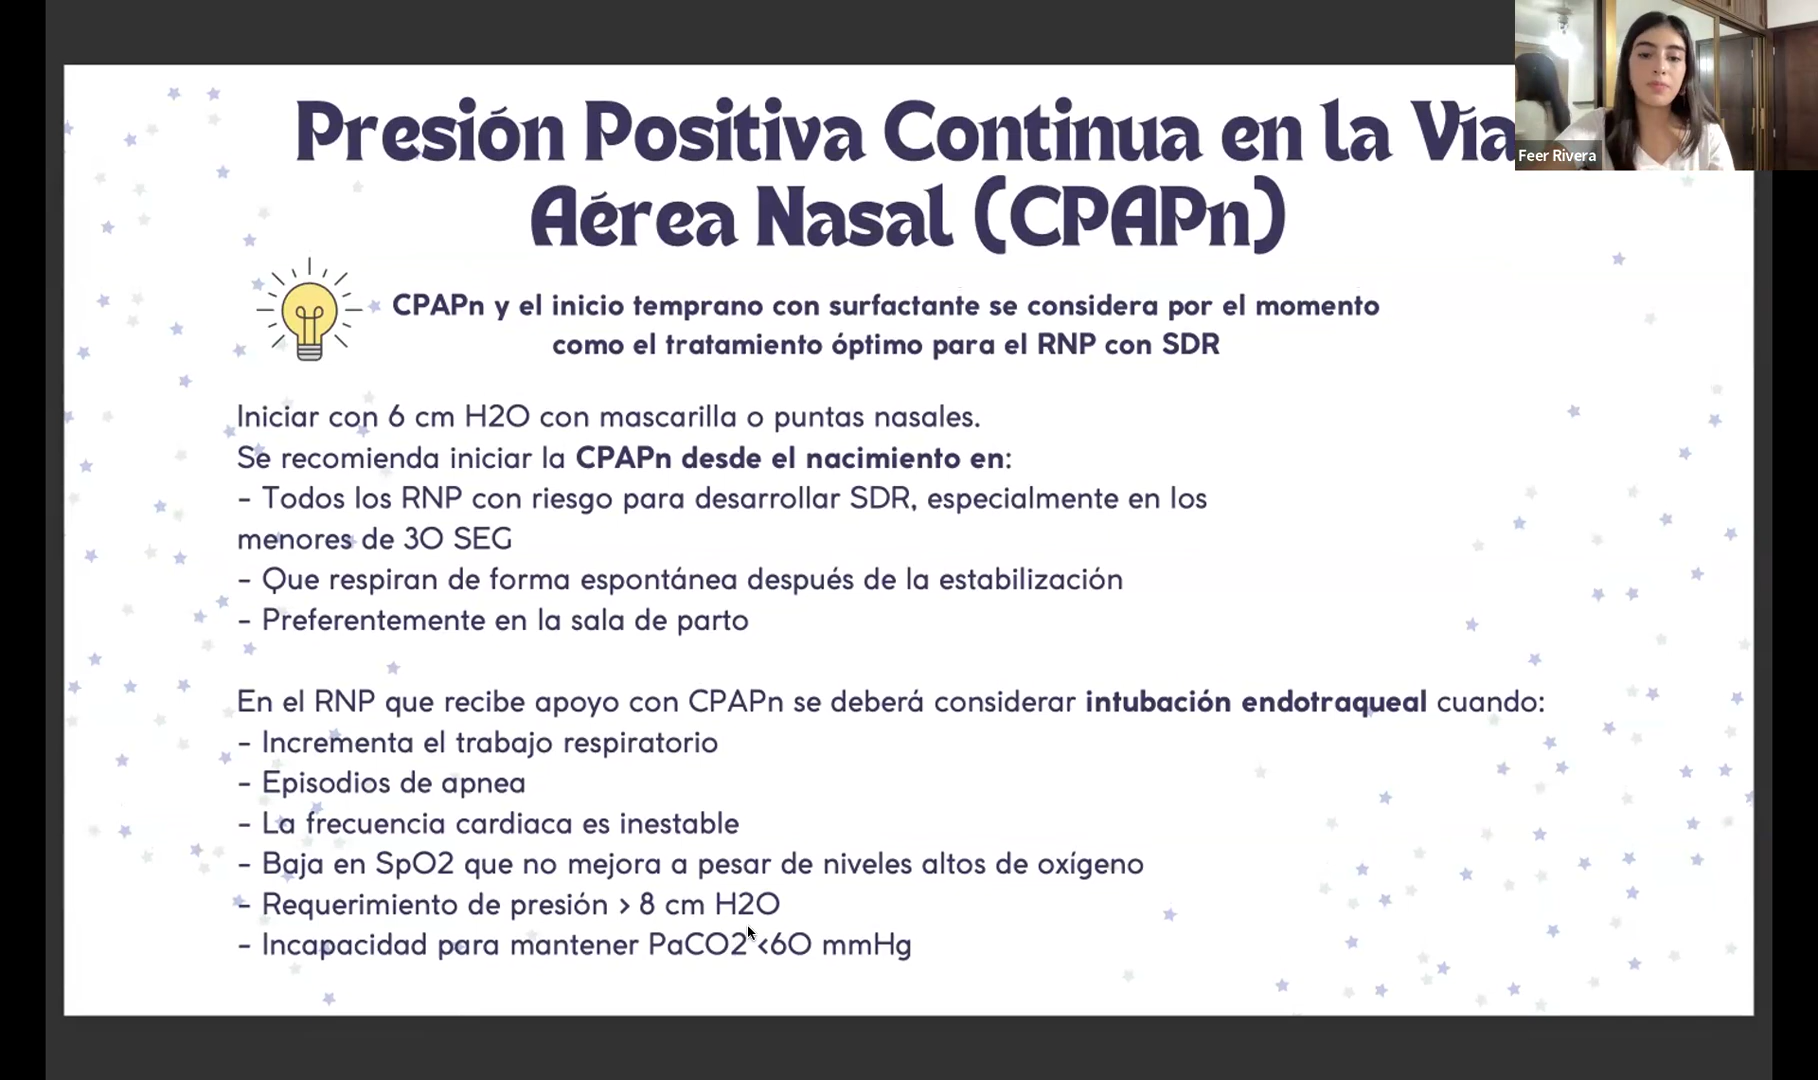 Presión Positiva Continua en la Vía
Aérea Nasal (CPAPn)
Feer Rivera
CPAPn y el inicio temprano con surfactante se considera por el momento
como el tratamiento óptimo para el RNP con SDR
Iniciar con 6 cm H2O con mascarilla o puntas nasales.
Se recomienda iniciar la CPAPn desde el nacimiento en:
- Todos los RNP con riesgo para desarrollar SDR, especialmente en los
menores de 30 SEG
- Que respiran de forma espontánea después de la estabilización
- Preferentemente en la sala de parto
En el RNP que recibe apoyo con CPAPn se deberá considerar intubación endotraqueal cuando:
- Incrementa el trabajo respiratorio
- Episodios de apnea
- La frecuencia cardiaca es inestable
- Baja en SpO2 que no mejora a pesar de niveles altos de oxígeno
- Requerimiento de presión > 8 cm H2O
- Incapacidad para mantener PaCO2 <60 mmHg